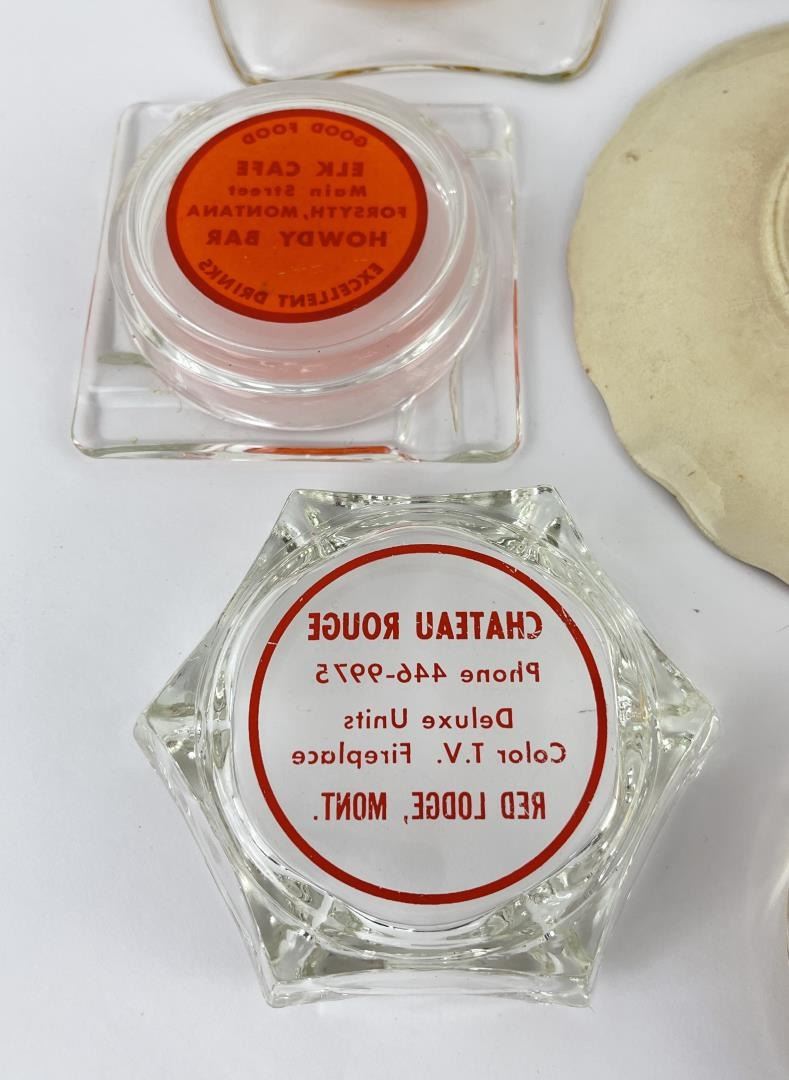 GOOD FOOD
ELK CAFE
Main Street
FORSYTH, MONTANA
HOWDY BAR
EXCELLENT DRINKS
CHATEAU ROUGE
Phone 446-9975
Deluxe Units
Color T.V. Fireplace
RED LODGE, MONT.